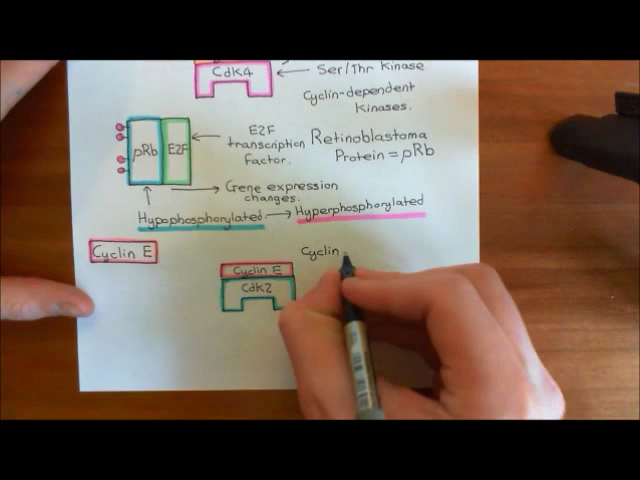 Cdk4
Ser/Thr Kinase
Cyclin-dependent
Kinases.
pRb
E2F
E2F
transcription
factor.
Retinoblastoma
Protein = pRb
Gene expression
changes.
Hypophosphorylated
Hyperphosphorylated
Cyclin E
Cyclin
Cyclin E
Cdk2